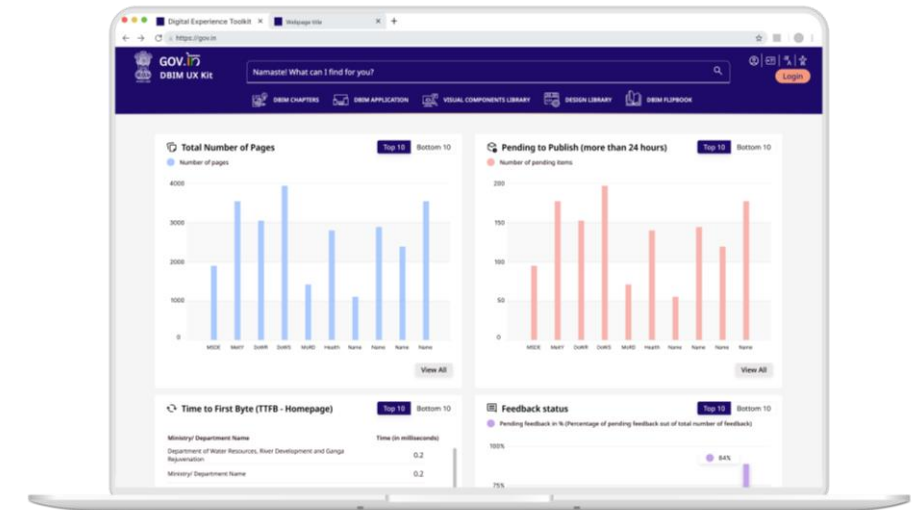 Digital Experience Toolkit
Webpage title
https://gov.in
GOV.In
DBIM UX Kit
Namaste! What can I find for you?
Login
DBIM CHAPTERS
DBIM APPLICATION
VISUAL COMPONENTS LIBRARY
DESIGN LIBRARY
DBIM FLIPBOOK
Total Number of Pages
Top 10 Bottom 10
Number of pages
4000
3000
2000
1000
0
MSDE MeitY DoWR DoWS MoRD Health Name Name Name Name
View All
Pending to Publish (more than 24 hours)
Top 10 Bottom 10
Number of pending items
200
150
100
50
0
MSDE MeitY DoWR DoWS MoRD Health Name Name Name Name
View All
Time to First Byte (TTFB - Homepage)
Top 10 Bottom 10
Ministry/ Department Name Time (in milliseconds)
Department of Water Resources, River Development and Ganga
Rejuvenation
0.2
Ministry/ Department Name 0.2
Feedback status
Top 10 Bottom 10
Pending feedback in % (Percentage of pending feedback out of total number of feedback)
100%
84%
75%